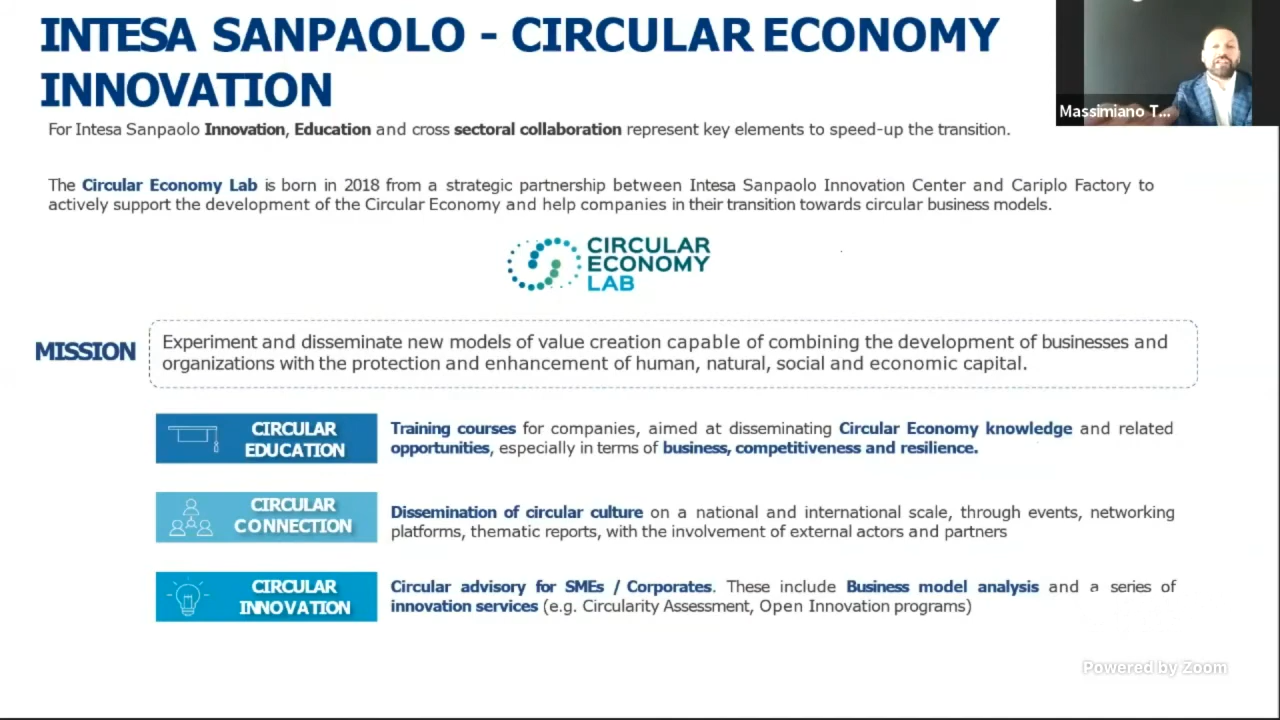 INTESA SANPAOLO - CIRCULAR ECONOMY
INNOVATION
Massimiano T...
For Intesa Sanpaolo Innovation, Education and cross sectoral collaboration represent key elements to speed-up the transition.
The Circular Economy Lab is born in 2018 from a strategic partnership between Intesa Sanpaolo Innovation Center and Cariplo Factory to
actively support the development of the Circular Economy and help companies in their transition towards circular business models.
CIRCULAR
ECONOMY
LAB
MISSION
Experiment and disseminate new models of value creation capable of combining the development of businesses and
organizations with the protection and enhancement of human, natural, social and economic capital.
CIRCULAR
EDUCATION
Training courses for companies, aimed at disseminating Circular Economy knowledge and related
opportunities, especially in terms of business, competitiveness and resilience.
CIRCULAR
CONNECTION
Dissemination of circular culture on a national and international scale, through events, networking
platforms, thematic reports, with the involvement of external actors and partners
CIRCULAR
INNOVATION
Circular advisory for SMEs / Corporates. These include Business model analysis and a series of
innovation services (e.g. Circularity Assessment, Open Innovation programs)
Powered by Zoom